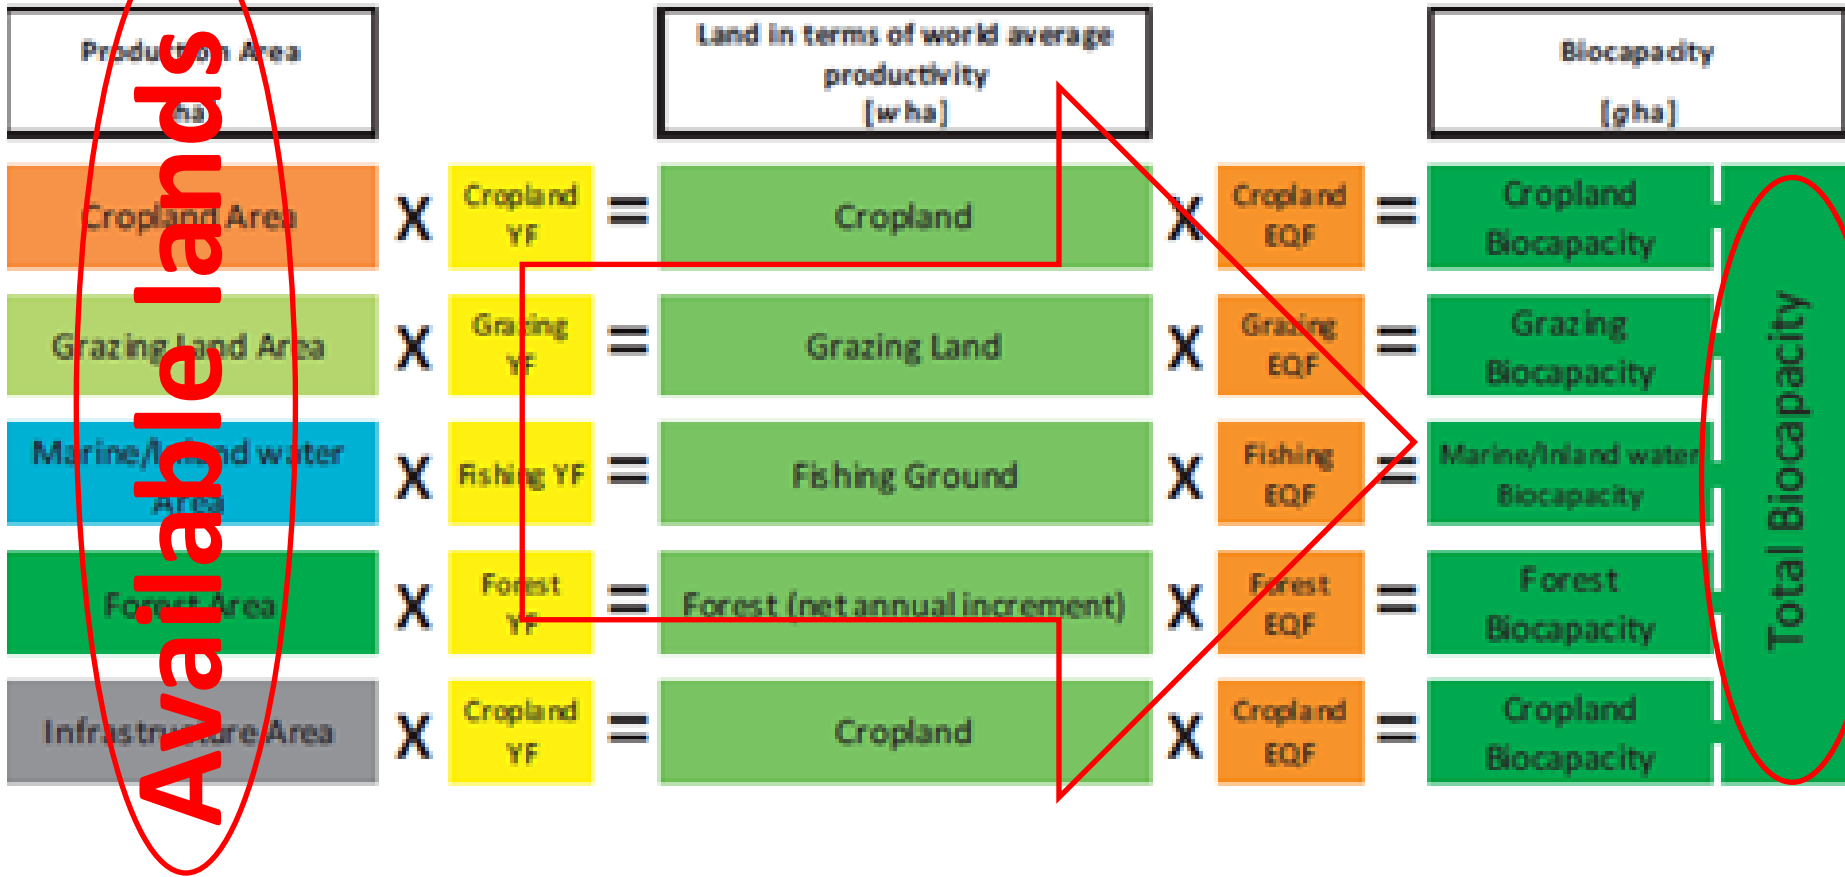 Production Area
[ha]
Land in terms of world average
productivity
[wha]
Biocapacity
[gha]
Cropland Area
X
Cropland
YF
=
Cropland
X
Cropland
EQF
=
Cropland
Biocapacity
Grazing Land Area
X
Grazing
YF
=
Grazing Land
X
Grazing
EQF
=
Grazing
Biocapacity
Marine/Inland water
Area
X
Fishing YF
=
Fishing Ground
X
Fishing
EQF
=
Marine/Inland water
Biocapacity
Forest Area
X
Forest
YF
=
Forest (net annual increment)
X
Forest
EQF
=
Forest
Biocapacity
Infrastructure Area
X
Cropland
YF
=
Cropland
X
Cropland
EQF
=
Cropland
Biocapacity
Total Biocapacity
Available lands